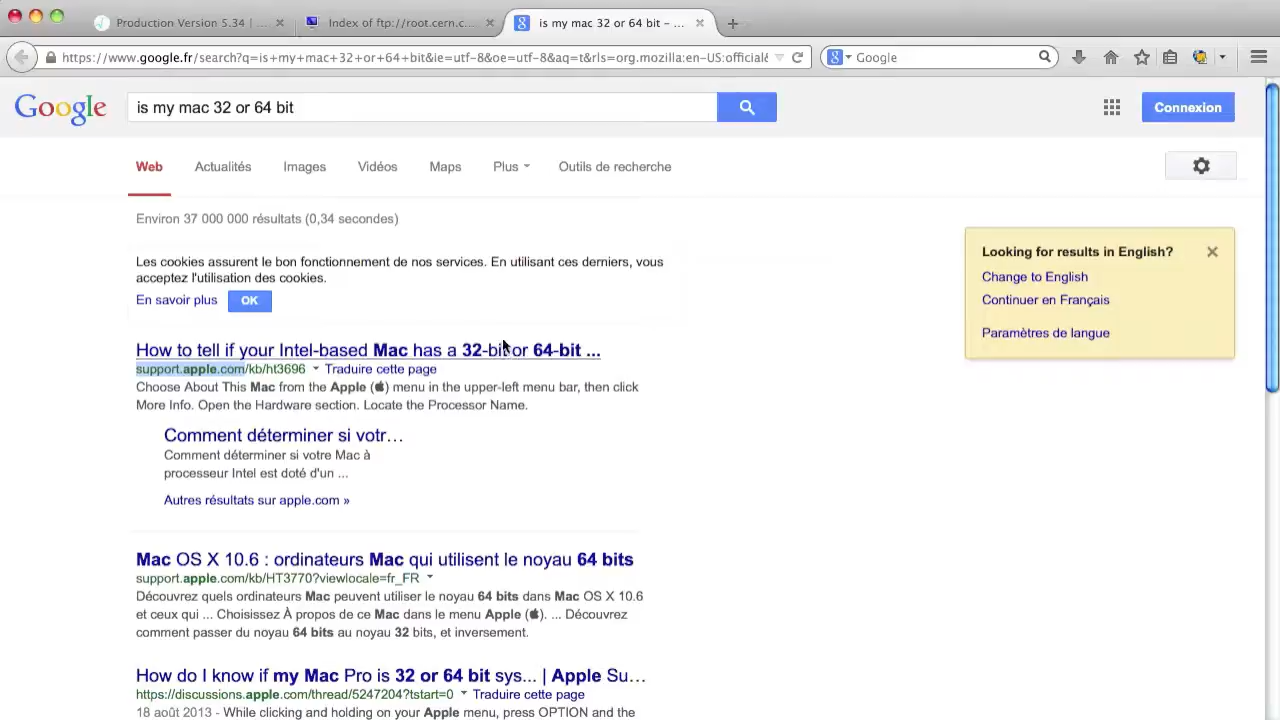 Production Version 5.34 | ...
Index of ftp://root.cern.c...
is my mac 32 or 64 bit - ...
https://www.google.fr/search?q=is+my+mac+32+or+64+bit&ie=utf-8&oe=utf-8&aq=t&rls=org.mozilla:en-US:official&
Google
Google
is my mac 32 or 64 bit
Connexion
Web
Actualités
Images
Vidéos
Maps
Plus
Outils de recherche
Environ 37 000 000 résultats (0,34 secondes)
Les cookies assurent le bon fonctionnement de nos services. En utilisant ces derniers, vous
acceptez l'utilisation des cookies.
En savoir plus
OK
Looking for results in English?
Change to English
Continuer en Français
Paramètres de langue
How to tell if your Intel-based Mac has a 32-bit or 64-bit ...
support.apple.com/kb/ht3696
Traduire cette page
Choose About This Mac from the Apple () menu in the upper-left menu bar, then click
More Info. Open the Hardware section. Locate the Processor Name.
Comment déterminer si votr...
Comment déterminer si votre Mac à
processeur Intel est doté d'un ...
Autres résultats sur apple.com »
Mac OS X 10.6 : ordinateurs Mac qui utilisent le noyau 64 bits
support.apple.com/kb/HT3770?viewlocale=fr_FR
Découvrez quels ordinateurs Mac peuvent utiliser le noyau 64 bits dans Mac OS X 10.6
et ceux qui ... Choisissez À propos de ce Mac dans le menu Apple (). ... Découvrez
comment passer du noyau 64 bits au noyau 32 bits, et inversement.
How do I know if my Mac Pro is 32 or 64 bit sys... | Apple Su...
https://discussions.apple.com/thread/5247204?tstart=0
Traduire cette page
18 août 2013 - While clicking and holding on your Apple menu, press OPTION and the